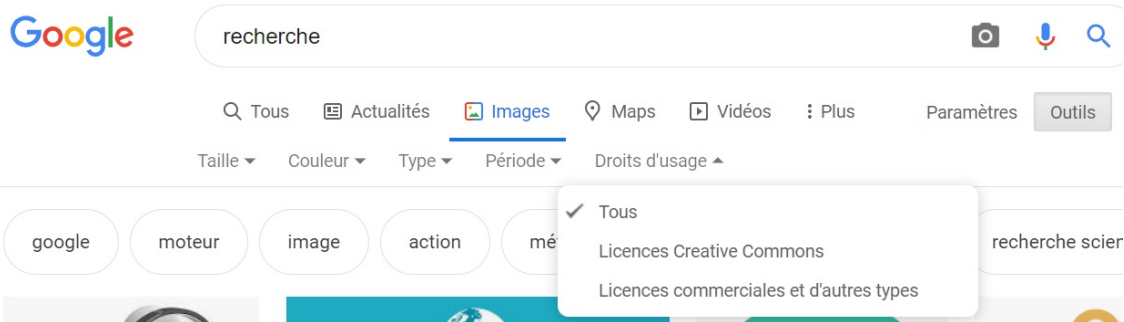 Google recherche
Tous Actualités Images Maps Vidéos Plus Paramètres Outils
Taille Couleur Type Période Droits d'usage
Tous
google moteur image action recherche
Licences Creative Commons
Licences commerciales et d'autres types